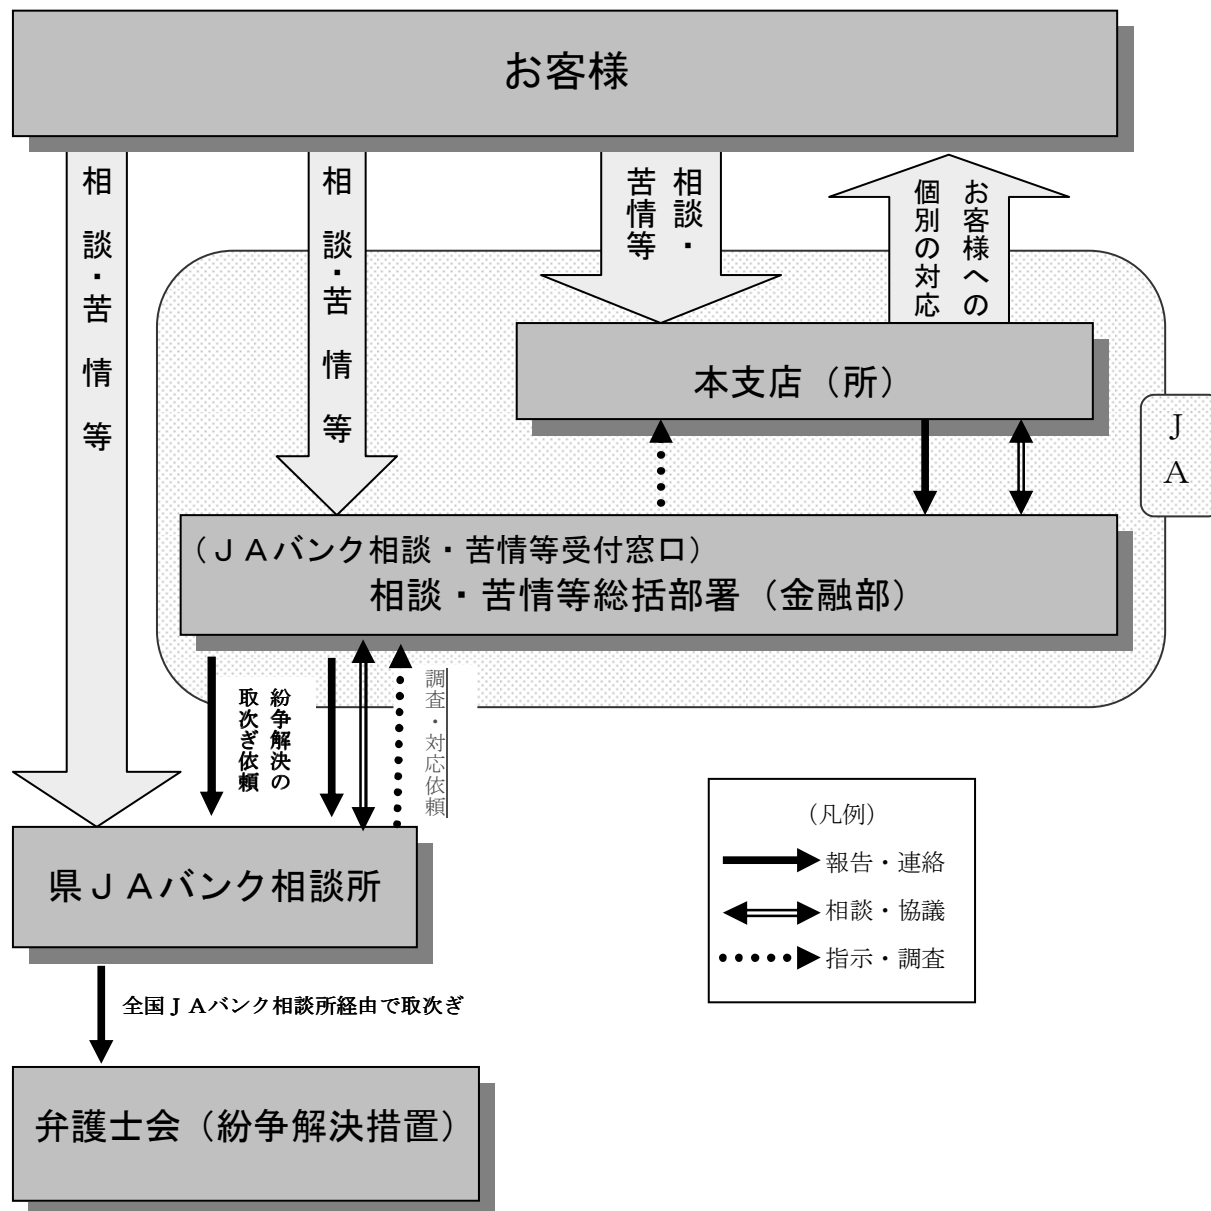 お客様
相談・苦情等
相談・苦情等
相談・
苦情等
お客様への
個別の対応
本支店（所）
ＪＡ
（ＪＡバンク相談・苦情等受付窓口）
相談・苦情等総括部署（金融部）
紛争解決の
取次ぎ依頼
調査・対応依頼
（凡例）
報告・連絡
相談・協議
指示・調査
県ＪＡバンク相談所
全国ＪＡバンク相談所経由で取次ぎ
弁護士会（紛争解決措置）